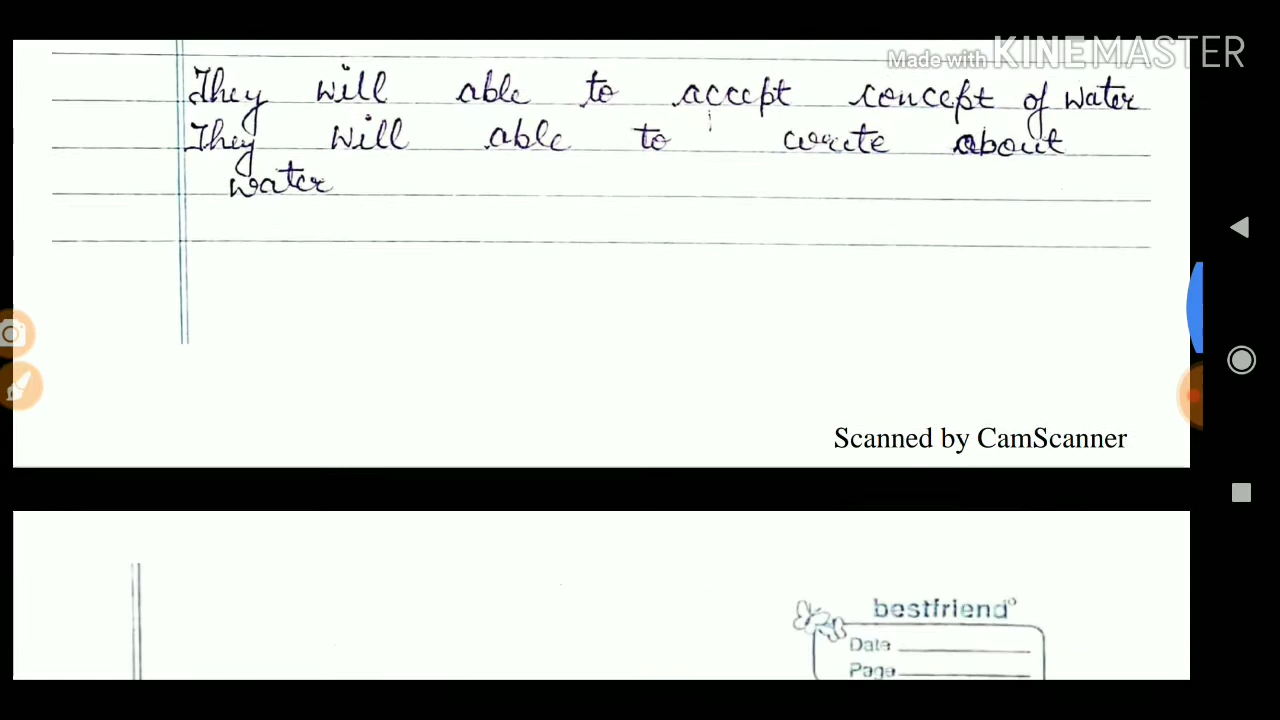 Made with KINEMASTER
They will able to accept concept of water
They will able to write about
water
Scanned by CamScanner
bestfriend
Date
Page